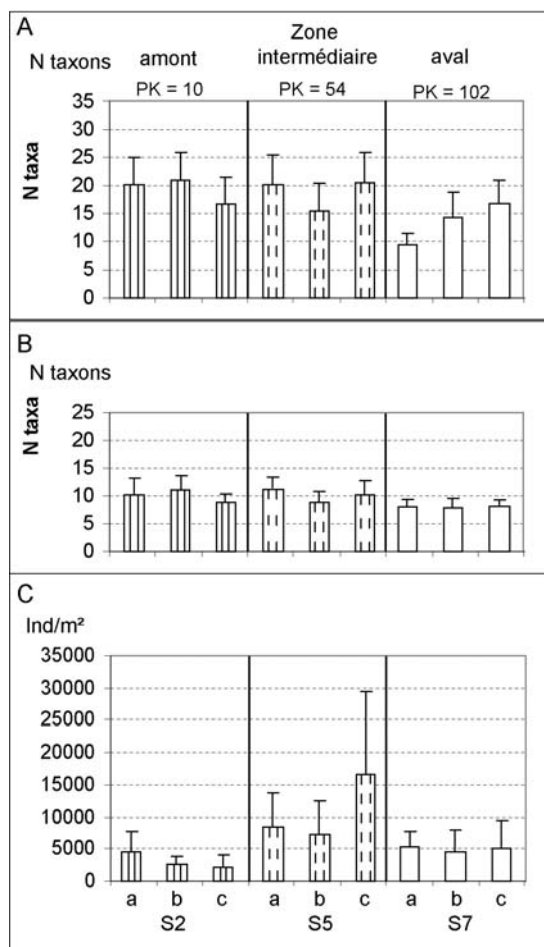 A
Zone
N taxons amont intermédiaire aval
PK = 10 PK = 54 PK = 102
N taxa
35
30
25
20
15
10
5
0
B
N taxons
N taxa
25
20
15
10
5
0
C
Ind/m²
35000
30000
25000
20000
15000
10000
5000
0
a b c a b c a b c
S2 S5 S7